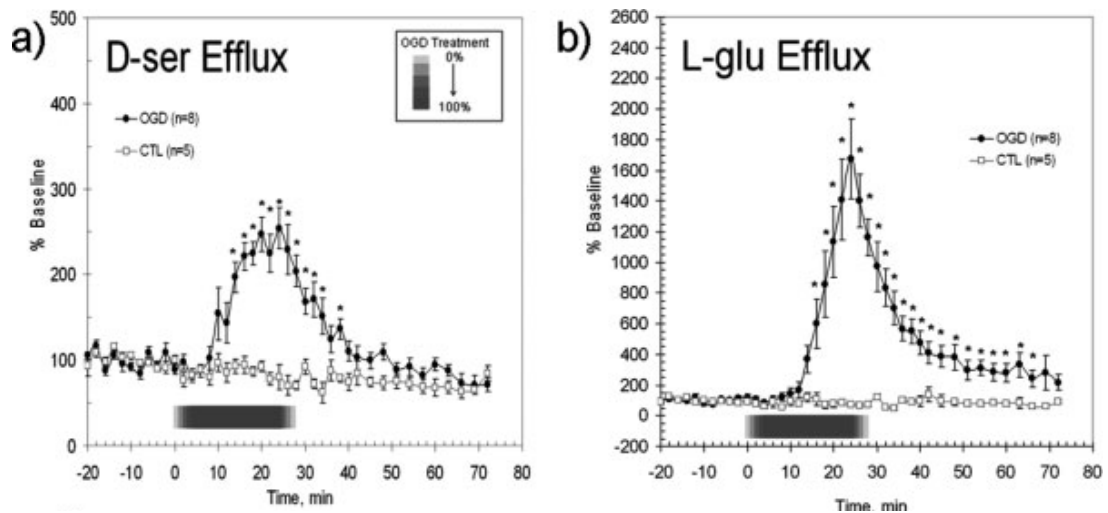 a)
D-ser Efflux
OGD Treatment
0%
100%
OGD (n=8)
CTL (n=5)
% Baseline
500
400
300
200
100
0
-20 -10 0 10 20 30 40 50 60 70 80
Time, min
* * * * * * * * * * * *
b)
L-glu Efflux
OGD (n=8)
CTL (n=5)
% Baseline
2600
2400
2200
2000
1800
1600
1400
1200
1000
800
600
400
200
0
-200
-20 -10 0 10 20 30 40 50 60 70 80
Time, min
* * * * * * * * * * * * * * * * * * * * * *